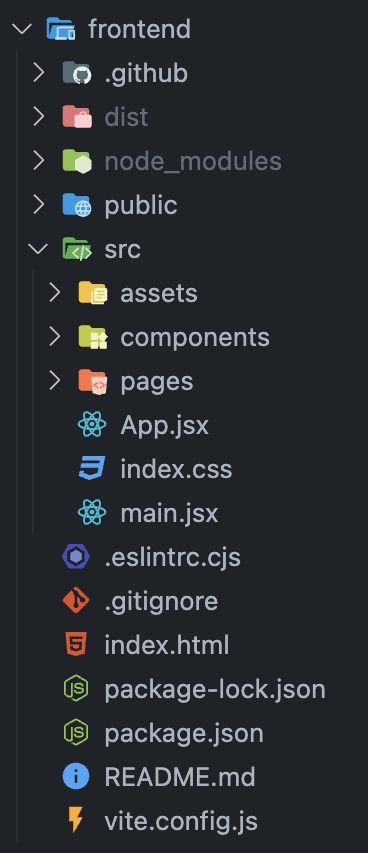 frontend
.github
dist
node_modules
public
src
assets
components
pages
App.jsx
index.css
main.jsx
.eslintrc.cjs
.gitignore
index.html
package-lock.json
package.json
README.md
vite.config.js